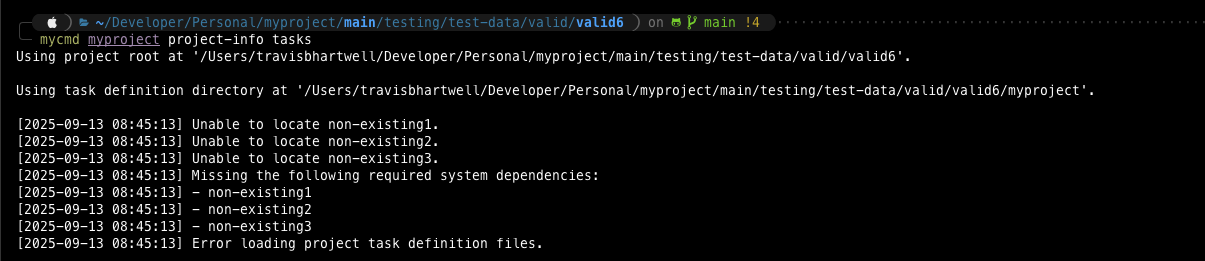 ~/Developer/Personal/myproject/main/testing/test-data/valid/valid6 ) on main !4
mycmd myproject project-info tasks
Using project root at '/Users/travisbhartwell/Developer/Personal/myproject/main/testing/test-data/valid/valid6'.
Using task definition directory at '/Users/travisbhartwell/Developer/Personal/myproject/main/testing/test-data/valid/valid6/myproject'.
[2025-09-13 08:45:13] Unable to locate non-existing1.
[2025-09-13 08:45:13] Unable to locate non-existing2.
[2025-09-13 08:45:13] Unable to locate non-existing3.
[2025-09-13 08:45:13] Missing the following required system dependencies:
[2025-09-13 08:45:13] - non-existing1
[2025-09-13 08:45:13] - non-existing2
[2025-09-13 08:45:13] - non-existing3
[2025-09-13 08:45:13] Error loading project task definition files.